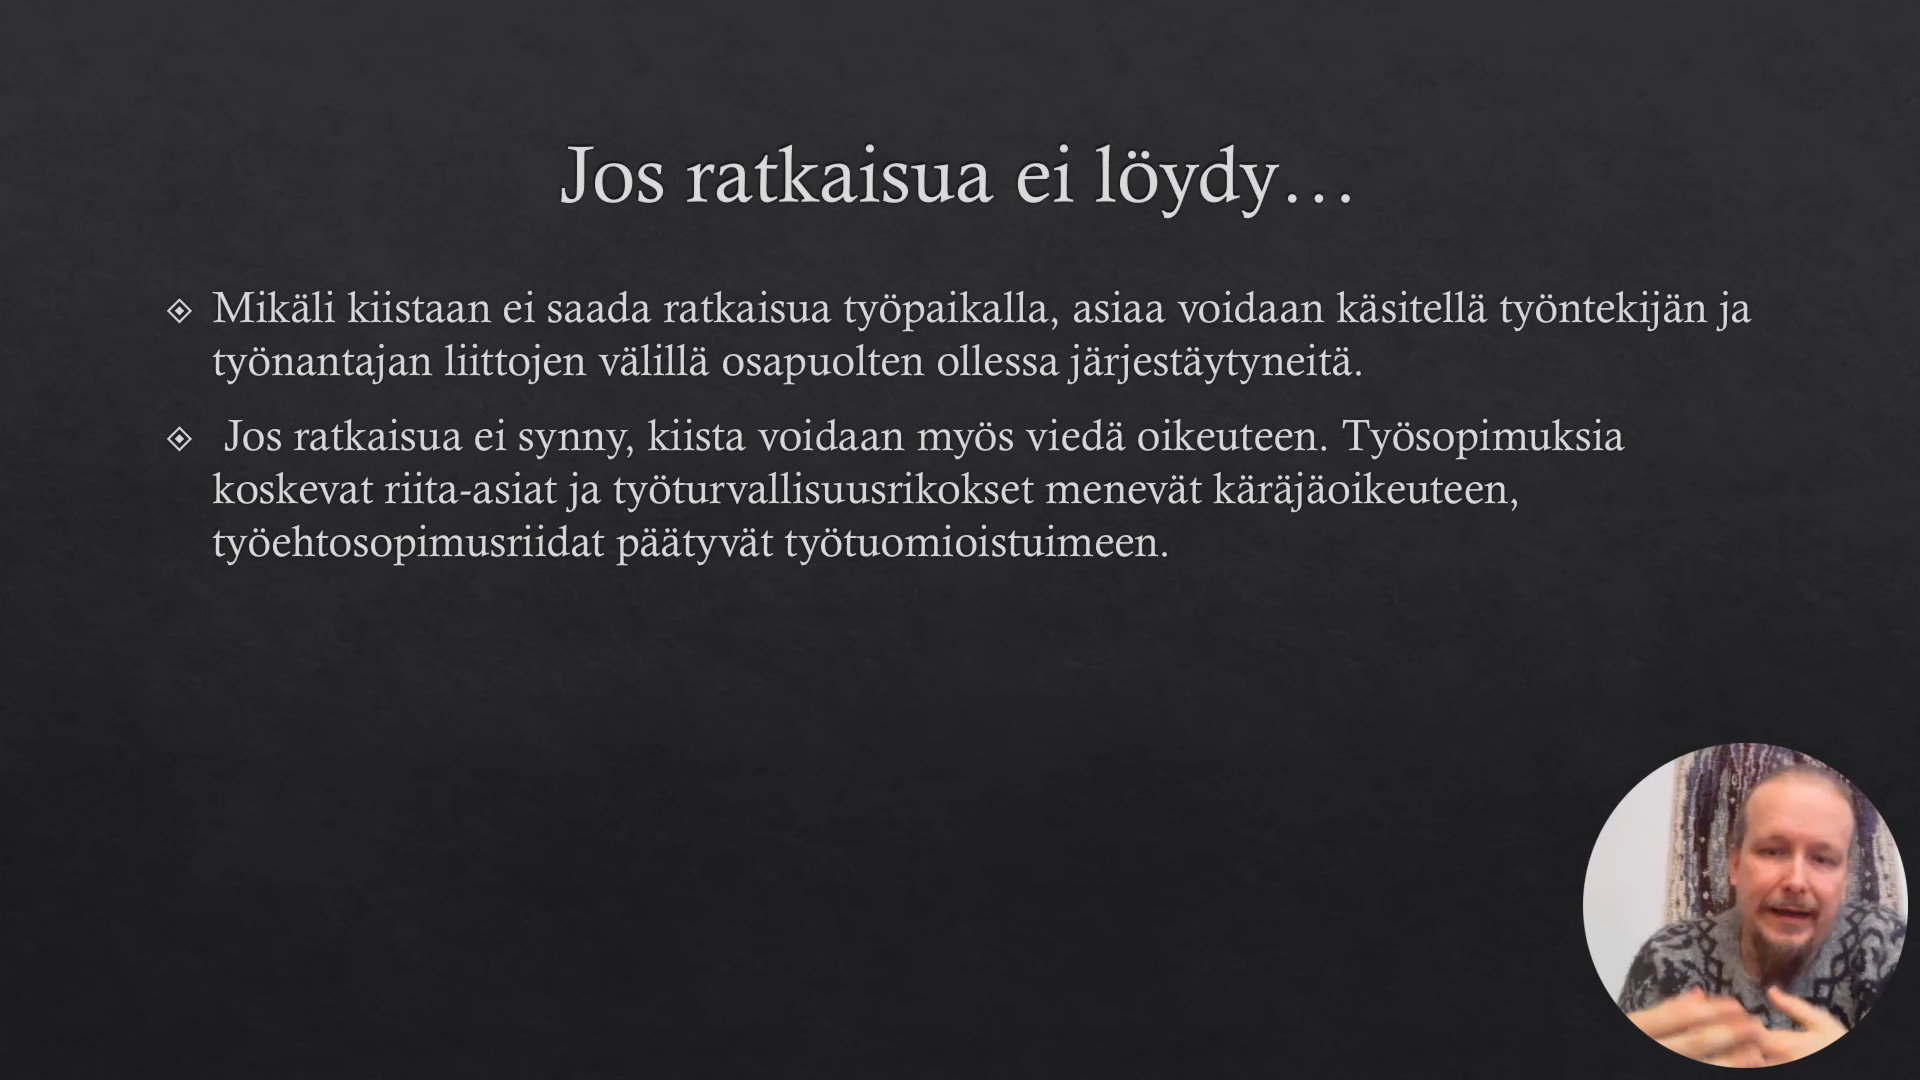 Jos ratkaisua ei löydy…
Mikäli kiistaan ei saada ratkaisua työpaikalla, asiaa voidaan käsitellä työntekijän ja
työnantajan liittojen välillä osapuolten ollessa järjestäytyneitä.
Jos ratkaisua ei synny, kiista voidaan myös viedä oikeuteen. Työsopimuksia
koskevat riita-asiat ja työturvallisuusrikokset menevät käräjäoikeuteen,
työehtosopimusriidat päätyvät työtuomioistuimeen.